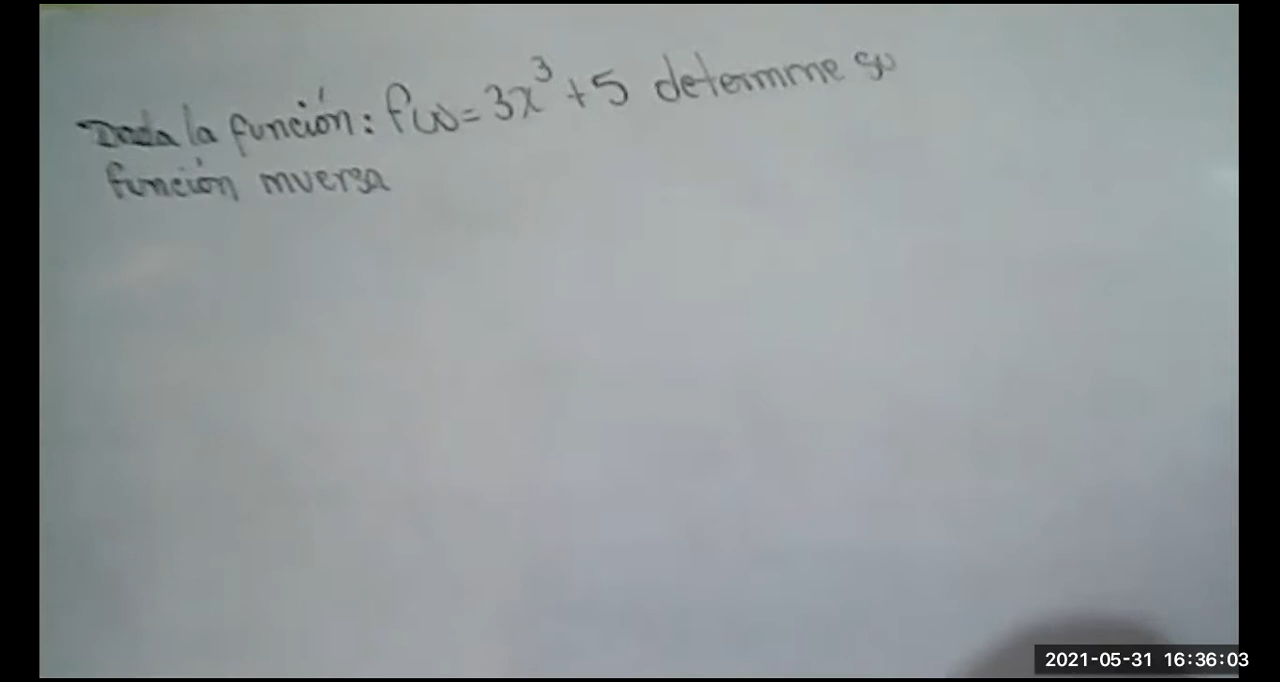 Dada la función: f(x) = 3x³ + 5 determine su
función inversa
2021-05-31 16:36:03